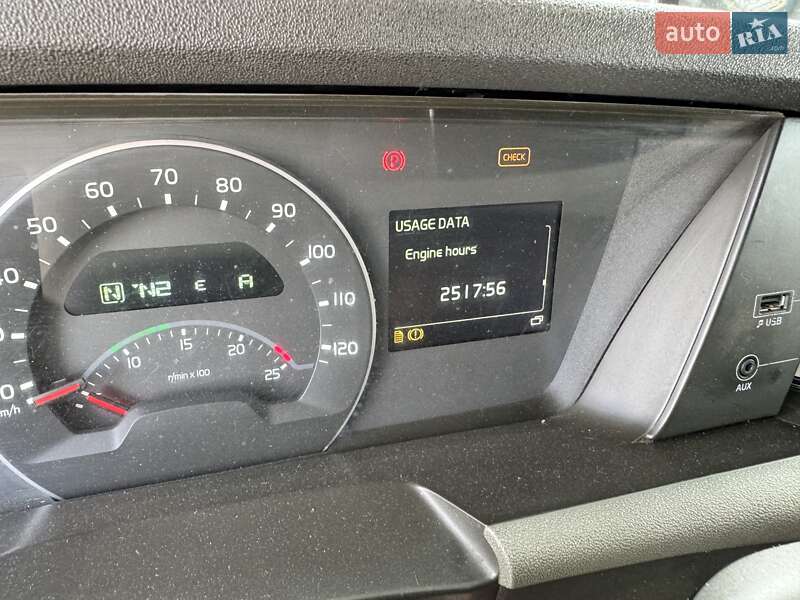 auto RIA
CHECK
USAGE DATA
Engine hours
2517:56
50 60 70 80 90 100 110 120
N N2 E A
10 15 20 25
r/min x 100
USB
AUX